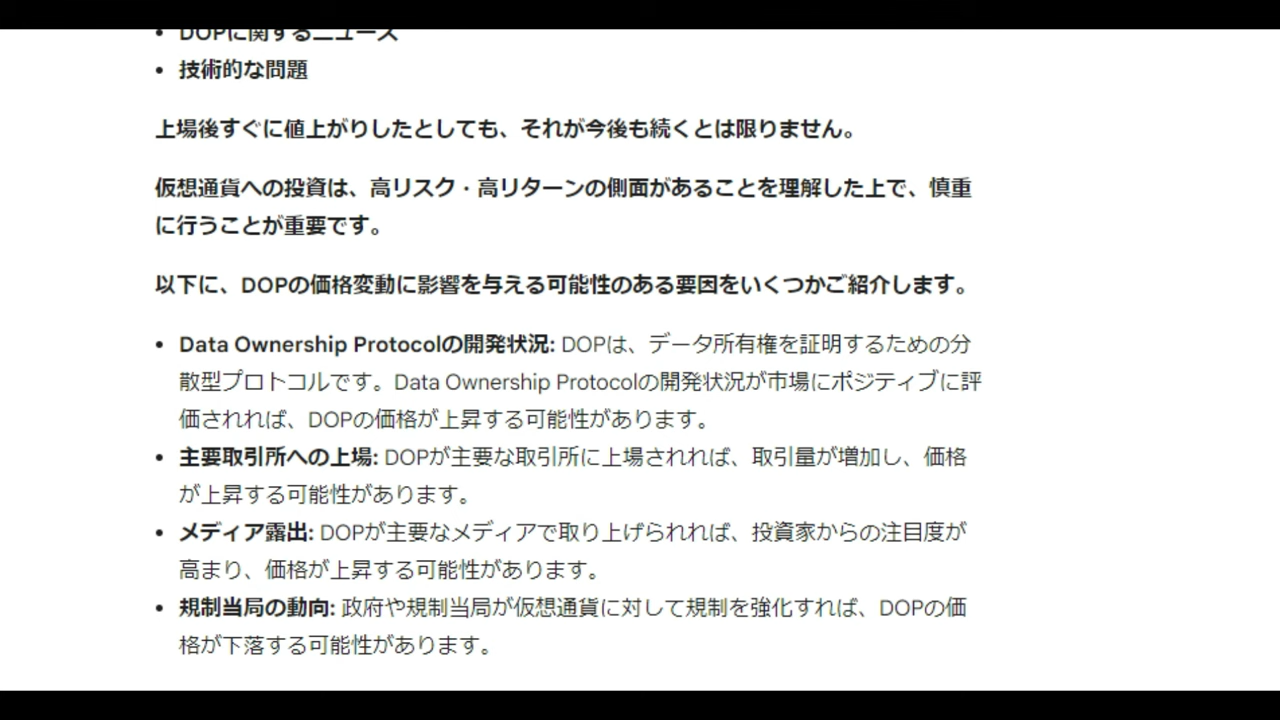 • DOPに関するニュース
• 技術的な問題
上場後すぐに値上がりしたとしても、それが今後も続くとは限りません。
仮想通貨への投資は、高リスク・高リターンの側面があることを理解した上で、慎重
に行うことが重要です。
以下に、DOPの価格変動に影響を与える可能性のある要因をいくつかご紹介します。
• Data Ownership Protocolの開発状況: DOPは、データ所有権を証明するための分
散型プロトコルです。Data Ownership Protocolの開発状況が市場にポジティブに評
価されれば、DOPの価格が上昇する可能性があります。
• 主要取引所への上場: DOPが主要な取引所に上場されれば、取引量が増加し、価格
が上昇する可能性があります。
• メディア露出: DOPが主要なメディアで取り上げられれば、投資家からの注目度が
高まり、価格が上昇する可能性があります。
• 規制当局の動向: 政府や規制当局が仮想通貨に対して規制を強化すれば、DOPの価
格が下落する可能性があります。